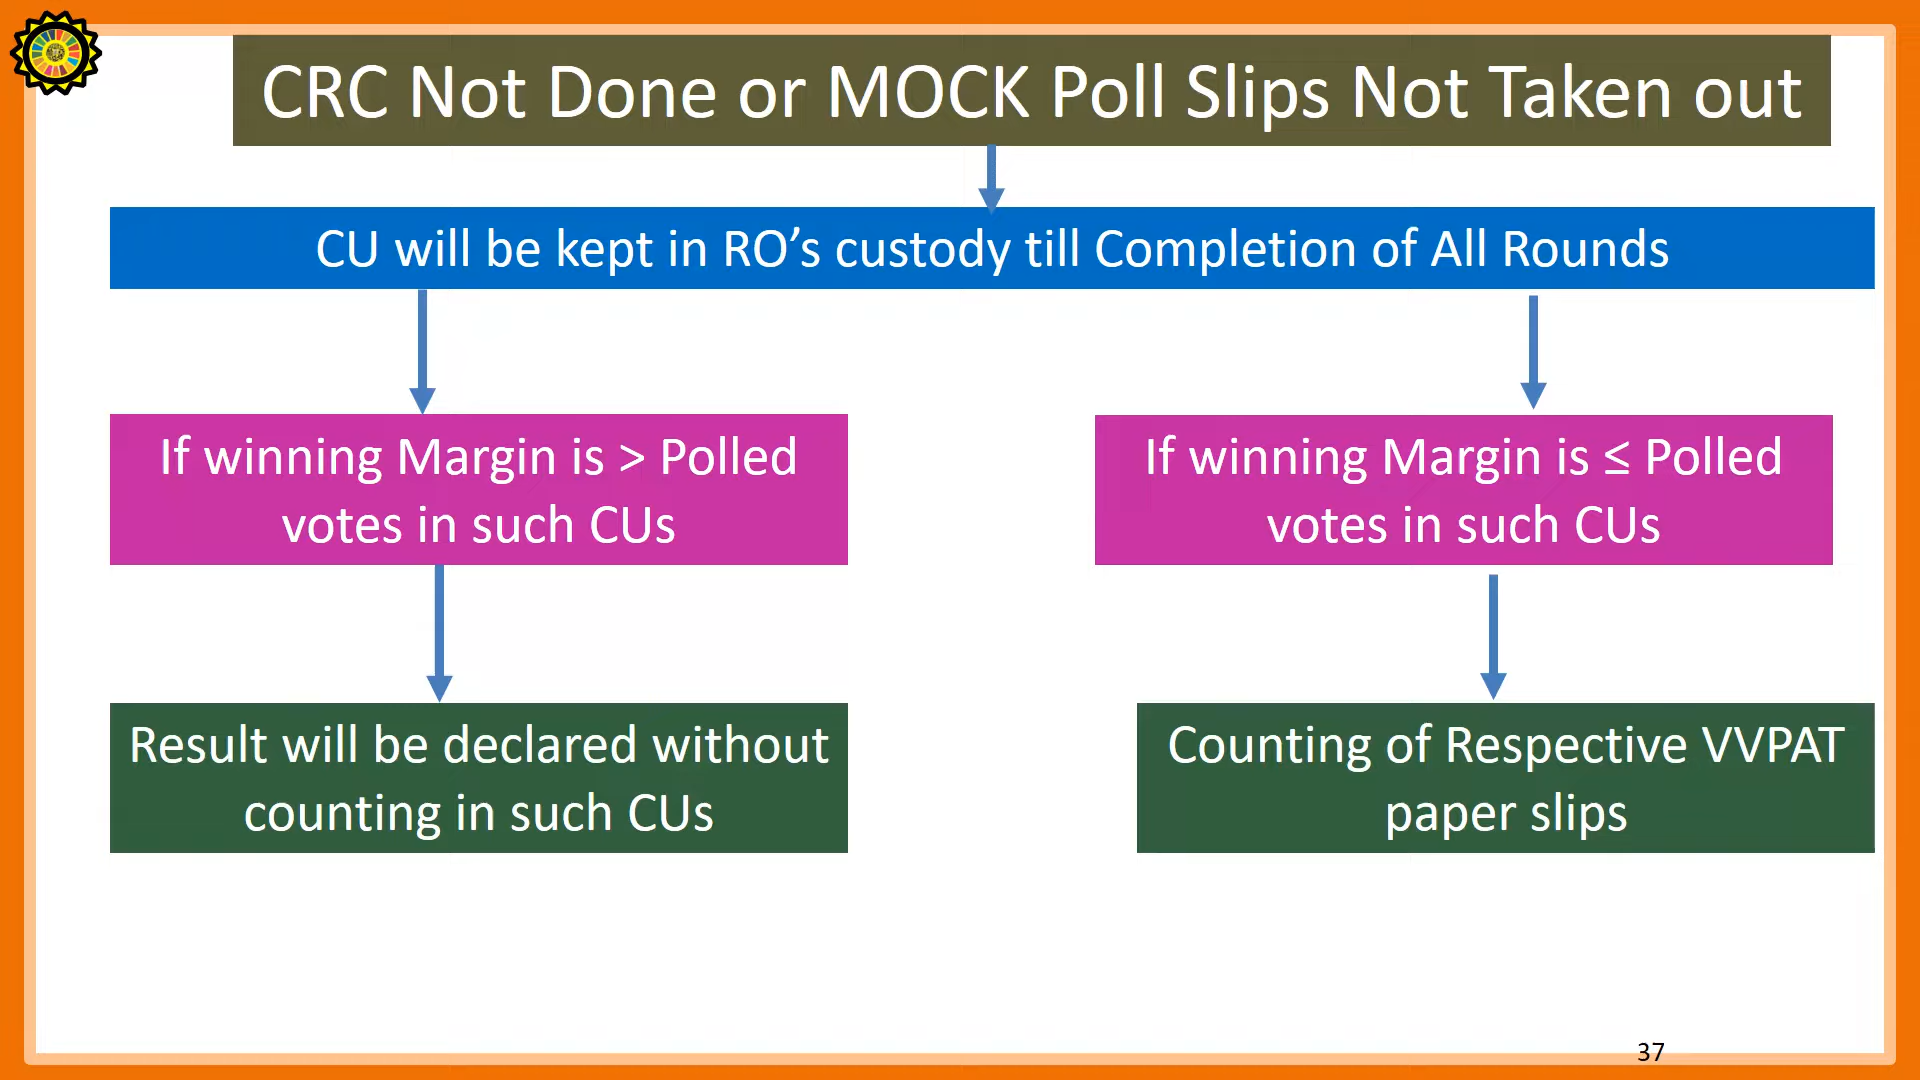 CRC Not Done or MOCK Poll Slips Not Taken out
CU will be kept in RO’s custody till Completion of All Rounds
If winning Margin is > Polled
votes in such CUs
If winning Margin is ≤ Polled
votes in such CUs
Result will be declared without
counting in such CUs
Counting of Respective VVPAT
paper slips
37